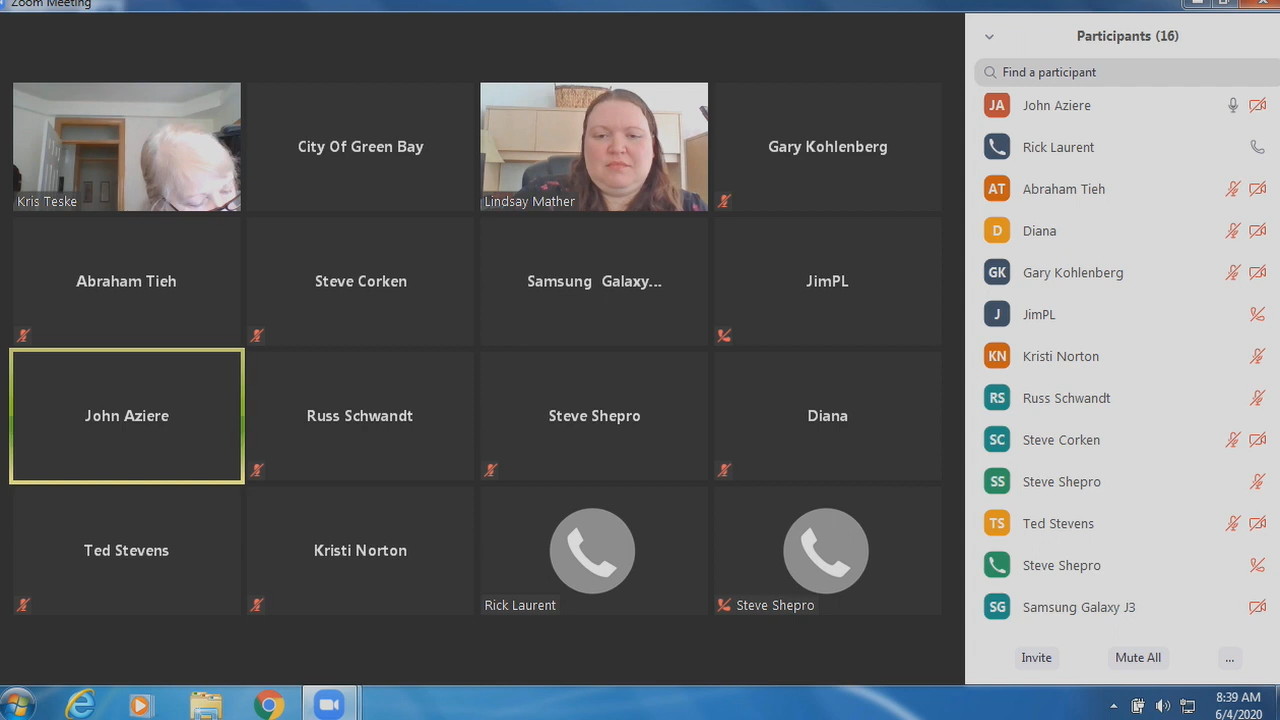 Zoom Meeting
Kris Teske
City Of Green Bay
Lindsay Mather
Gary Kohlenberg
Abraham Tieh
Steve Corken
Samsung Galaxy...
JimPL
John Aziere
Russ Schwandt
Steve Shepro
Diana
Ted Stevens
Kristi Norton
Rick Laurent
Steve Shepro
Participants (16)
Find a participant
JA John Aziere
Rick Laurent
AT Abraham Tieh
D Diana
GK Gary Kohlenberg
J JimPL
KN Kristi Norton
RS Russ Schwandt
SC Steve Corken
SS Steve Shepro
TS Ted Stevens
Steve Shepro
SG Samsung Galaxy J3
Invite Mute All ...
8:39 AM
6/4/2020